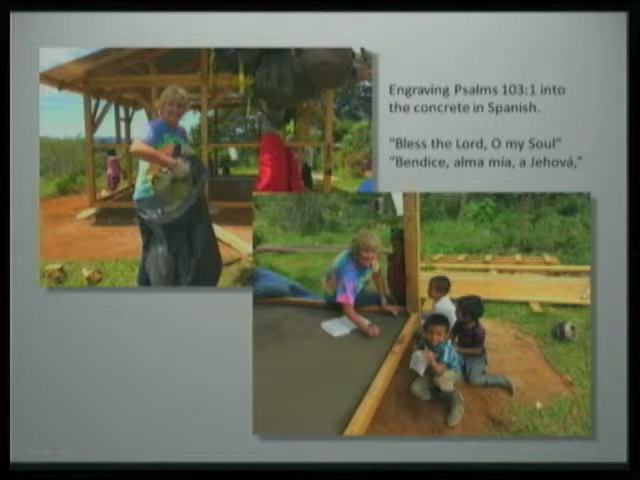 Engraving Psalms 103:1 into
the concrete in Spanish.
"Bless the Lord, O my Soul"
"Bendice, alma mía, a Jehová,"